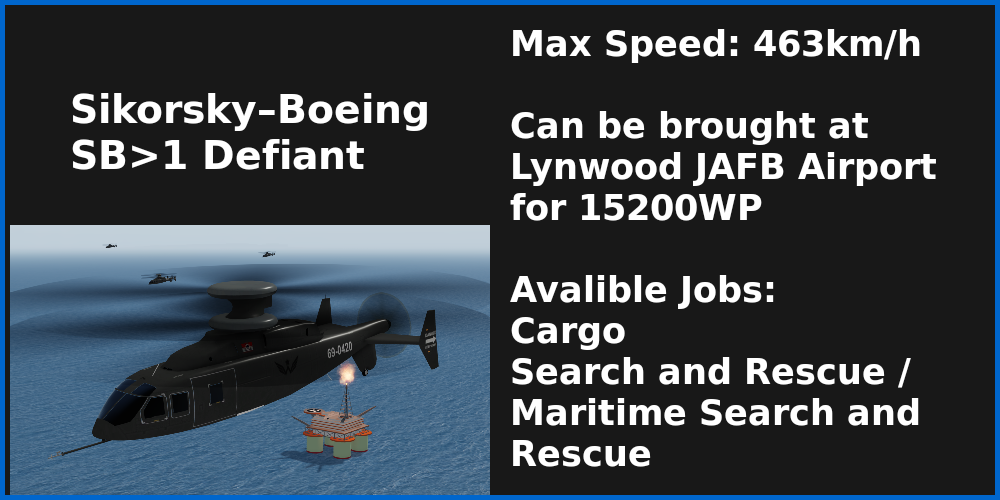 Sikorsky–Boeing
SB>1 Defiant
69-0420
Max Speed: 463km/h
Can be brought at
Lynwood JAFB Airport
for 15200WP
Avalible Jobs:
Cargo
Search and Rescue /
Maritime Search and
Rescue